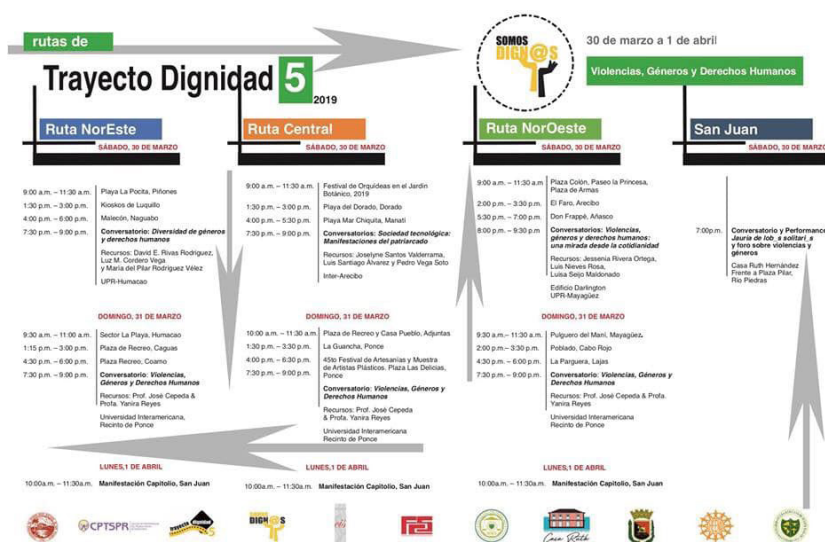 rutas de
Trayecto Dignidad 5
2019
SOMOS
DIGN@S
30 de marzo a 1 de abril
Violencias, Géneros y Derechos Humanos
Ruta NorEste
SÁBADO, 30 DE MARZO
9:00 a.m. – 11:30 a.m. Playa La Pocita, Piñones
1:30 p.m. – 3:00 p.m. Kioskos de Luquillo
4:00 p.m. – 6:00 p.m. Malecón, Naguabo
7:30 p.m. – 9:00 p.m. Conversatorio: Diversidad de géneros
y derechos humanos
Recursos: David E. Rivas Rodríguez,
Luz M. Cordero Vega
y María del Pilar Rodríguez Vélez
UPR-Humacao
DOMINGO, 31 DE MARZO
9:30 a.m. – 11:00 a.m. Sector La Playa, Humacao
1:15 p.m. – 3:00 p.m. Plaza de Recreo, Caguas
4:30 p.m. – 6:00 p.m. Plaza Recreo, Coamo
7:30 p.m. – 9:00 p.m. Conversatorio: Violencias,
Géneros y Derechos Humanos
Recursos: Prof. José Cepeda &
Profa. Yanira Reyes
Universidad Interamericana,
Recinto de Ponce
LUNES,1 DE ABRIL
10:00a.m. – 11:30a.m. Manifestación Capitolio, San Juan
Ruta Central
SÁBADO, 30 DE MARZO
9:00 a.m. – 11:30 a.m. Festival de Orquídeas en el Jardín
Botánico, 2019
1:30 p.m. – 3:00 p.m. Playa del Dorado, Dorado
4:00 p.m. – 5:30 p.m. Playa Mar Chiquita, Manatí
7:30 p.m. – 9:00 p.m. Conversatorios: Sociedad tecnológica:
Manifestaciones del patriarcado
Recursos: Joselyne Santos Valderrama,
Luis Santiago Álvarez y Pedro Vega Soto
Inter-Arecibo
DOMINGO, 31 DE MARZO
10:00 a.m. – 11:30 a.m. Plaza de Recreo y Casa Pueblo, Adjuntas
1:30 p.m. – 3:30 p.m. La Guancha, Ponce
4:00 p.m. – 6:30 p.m. 45to Festival de Artesanías y Muestra
de Artistas Plásticos. Plaza Las Delicias,
Ponce
7:30 p.m. – 9:00 p.m. Conversatorio: Violencias, Géneros y
Derechos Humanos
Recursos: Prof. José Cepeda
& Profa. Yanira Reyes
Universidad Interamericana
Recinto de Ponce
LUNES,1 DE ABRIL
10:00 a.m. – 11:30a.m. Manifestación Capitolio, San Juan
Ruta NorOeste
SÁBADO, 30 DE MARZO
9:00 a.m. – 11:30 a.m Plaza Colón, Paseo la Princesa,
Plaza de Armas
2:00 p.m. – 3:30 p.m. El Faro, Arecibo
5:30 p.m. – 7:00 p.m. Don Frappé, Añasco
8:00 p.m. – 9:30 p.m Conversatorios: Violencias,
géneros y derechos humanos:
una mirada desde la cotidianidad
Recursos: Jessenia Rivera Ortega,
Luis Nieves Rosa,
Luisa Seijo Maldonado
Edificio Darlington
UPR-Mayagüez
DOMINGO, 31 DE MARZO
9:30 a.m.– 11:30 a.m. Pulguero del Maní, Mayagüez.
2:00 p.m.– 3:30 p.m. Poblado, Cabo Rojo
4:30 p.m. – 6:00 p.m. La Parguera, Lajas
7:30 p.m. – 9:00 p.m. Conversatorio: Violencias, Géneros y
Derechos Humanos
Recursos: Prof. José Cepeda & Profa.
Yanira Reyes
Universidad Interamericana
Recinto de Ponce
LUNES,1 DE ABRIL
10:00a.m. – 11:30a.m. Manifestación Capitolio, San Juan
San Juan
SÁBADO, 30 DE MARZO
7:00p.m. Conversatorio y Performance
Jauría de lob_s solitari_s
y foro sobre violencias y
géneros
Casa Ruth Hernández
Frente a Plaza Pilar,
Río Piedras
CPTSPR
trayecto dignidad 5
SOMOS
DIGN@S
Casa Ruth